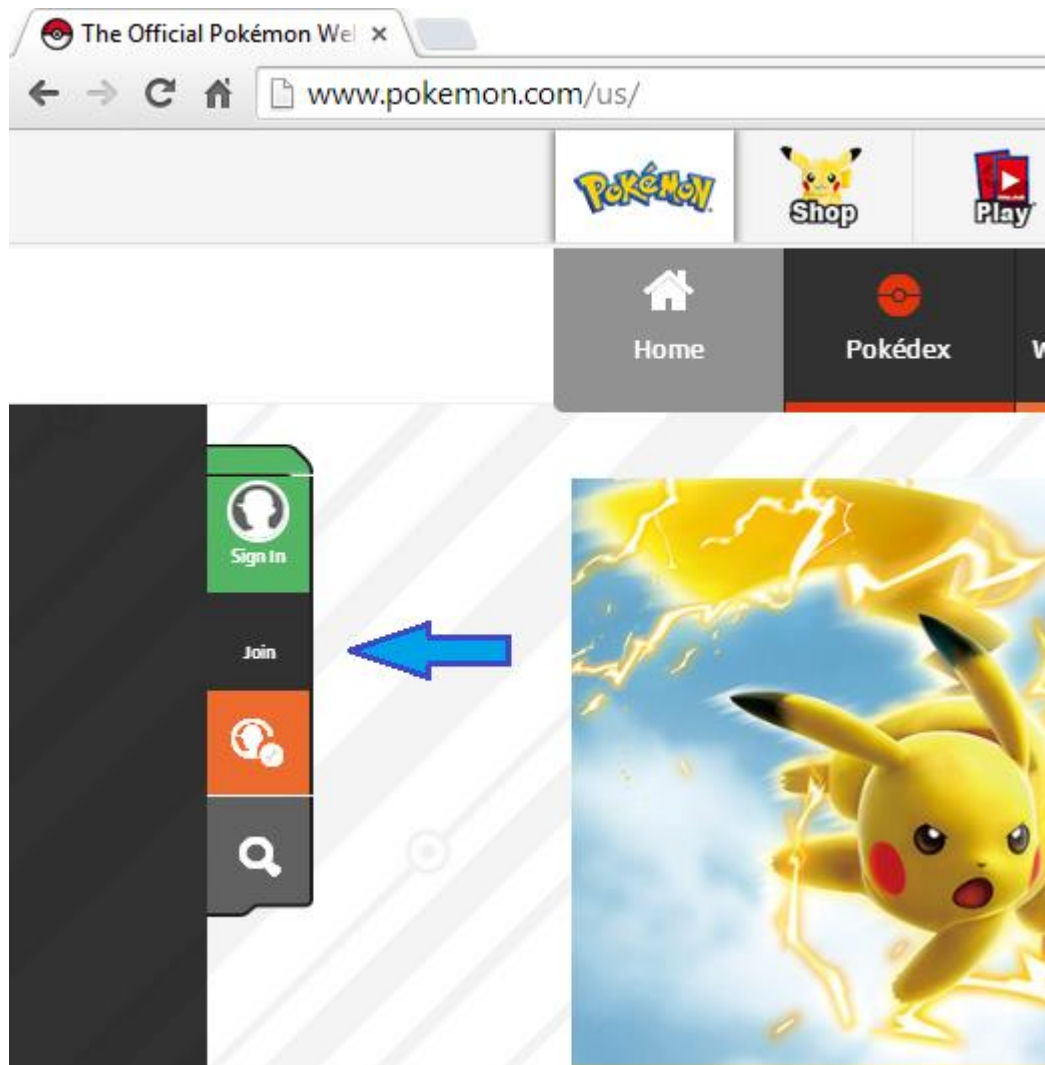 The Official Pokémon We
www.pokemon.com/us/
POKéMON
Shop
Play
Home
Pokédex
Sign In
Join